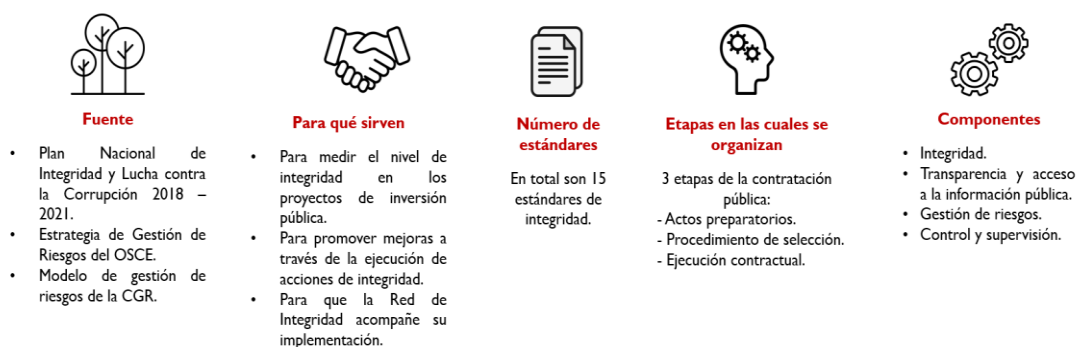 Fuente
• Plan Nacional de
Integridad y Lucha contra
la Corrupción 2018 –
2021.
• Estrategia de Gestión de
Riesgos del OSCE.
• Modelo de gestión de
riesgos de la CGR.
Para qué sirven
• Para medir el nivel de
integridad en los
proyectos de inversión
pública.
• Para promover mejoras a
través de la ejecución de
acciones de integridad.
• Para que la Red de
Integridad acompañe su
implementación.
Número de
estándares
En total son 15
estándares de
integridad.
Etapas en las cuales se
organizan
3 etapas de la contratación
pública:
- Actos preparatorios.
- Procedimiento de selección.
- Ejecución contractual.
Componentes
• Integridad.
• Transparencia y acceso
a la información pública.
• Gestión de riesgos.
• Control y supervisión.